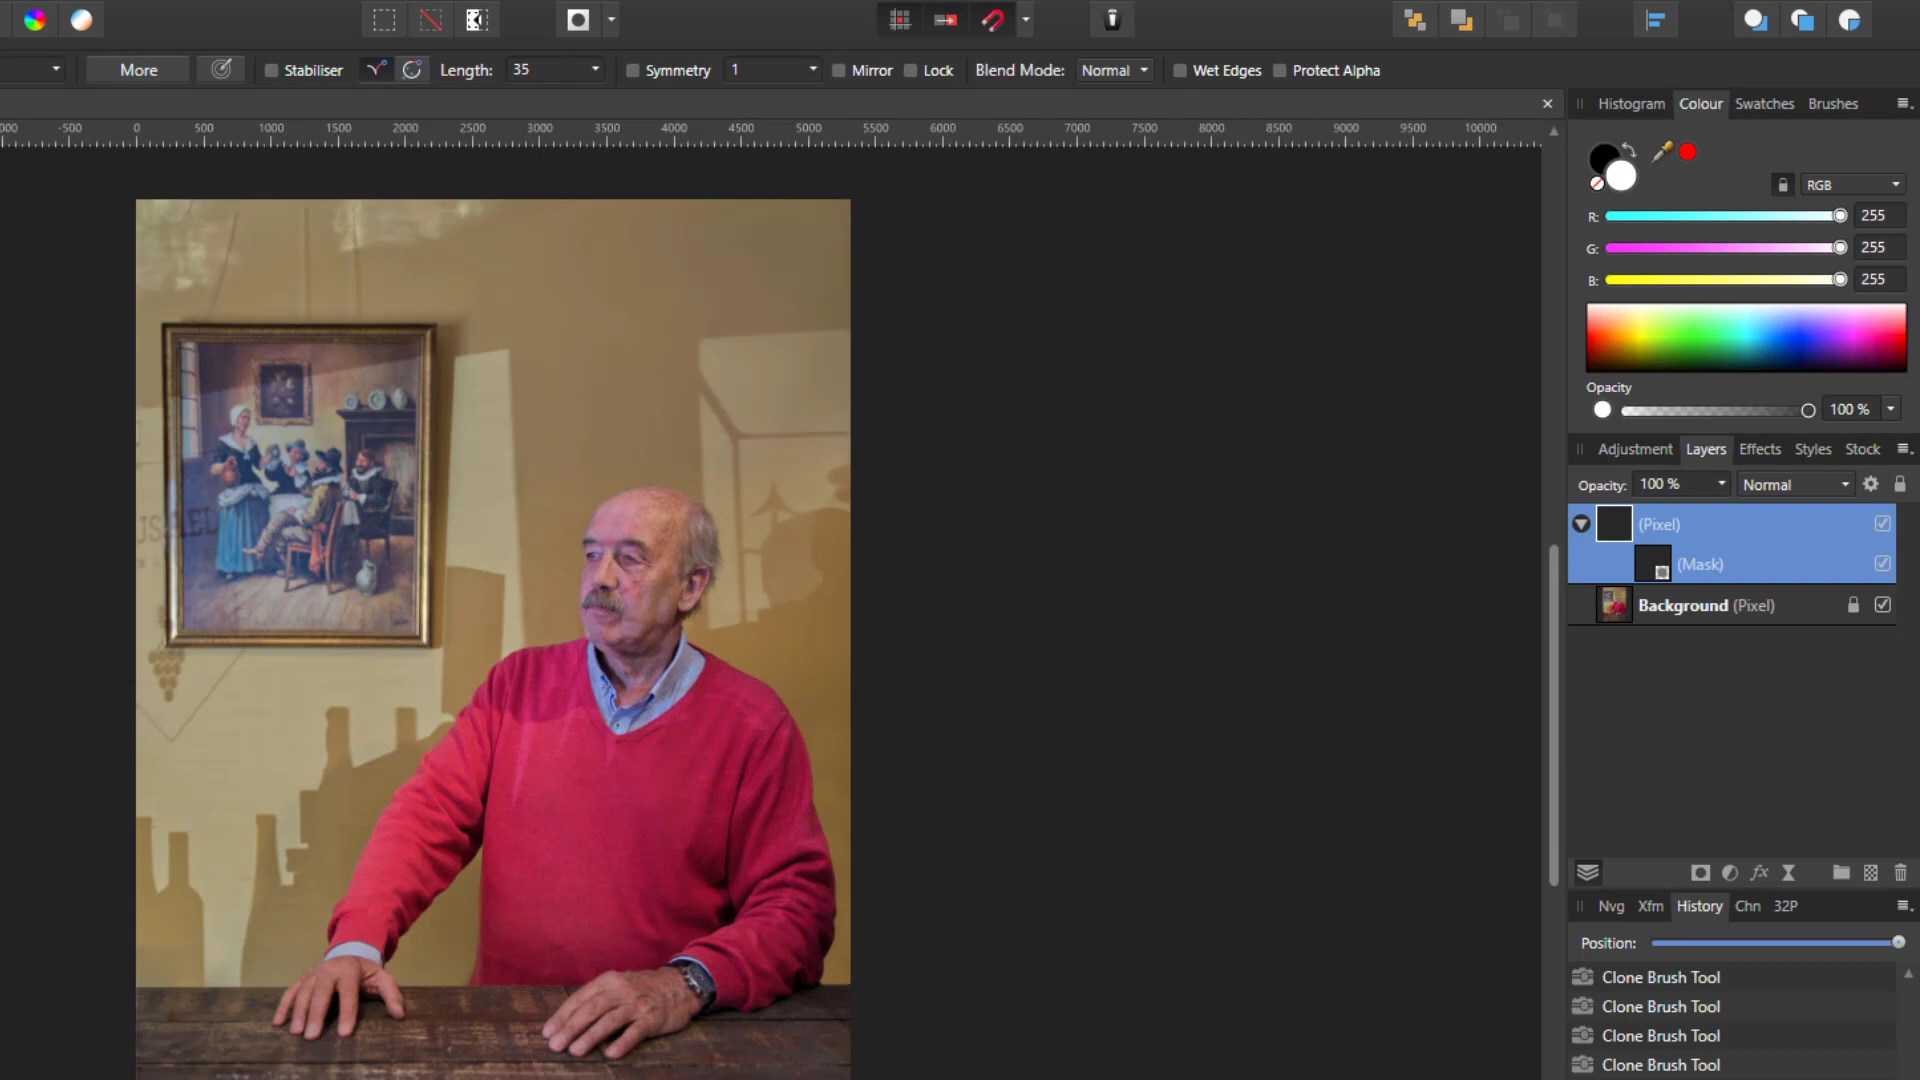 More
Stabiliser
Length: 35
Symmetry 1
Mirror
Lock
Blend Mode: Normal
Wet Edges
Protect Alpha
000 -500 0 500 1000 1500 2000 2500 3000 3500 4000 4500 5000 5500 6000 6500 7000 7500 8000 8500 9000 9500 10000
Histogram Colour Swatches Brushes
RGB
R: 255
G: 255
B: 255
Opacity
100 %
Adjustment Layers Effects Styles Stock
Opacity: 100 % Normal
(Pixel)
(Mask)
Background (Pixel)
fx
Nvg Xfm History Chn 32P
Position:
Clone Brush Tool
Clone Brush Tool
Clone Brush Tool
Clone Brush Tool